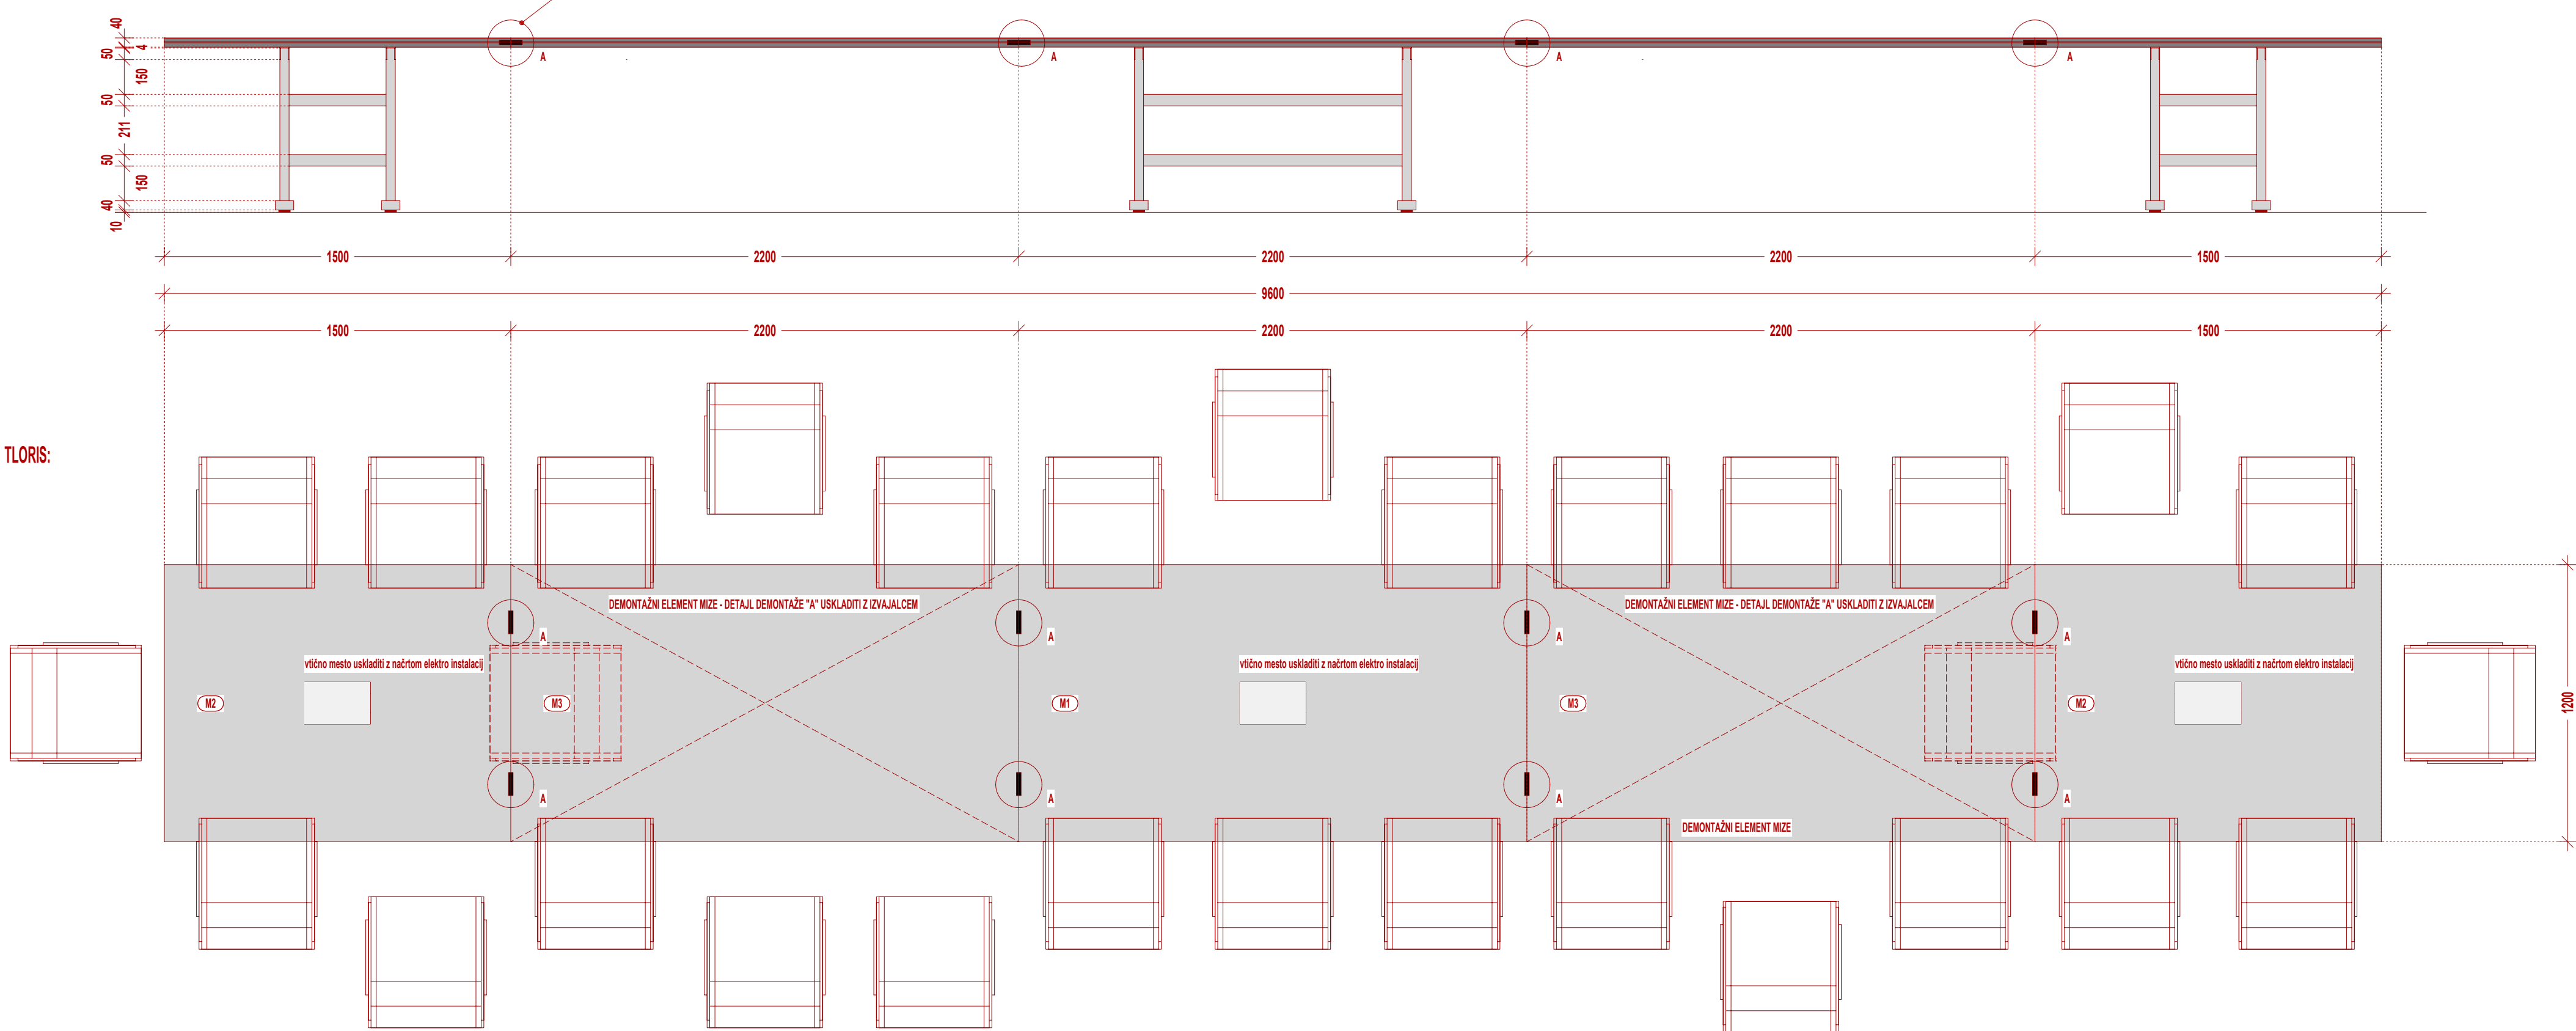 40
4
50
150
50
211
50
150
40
10
A
A
A
A
1500
2200
2200
2200
1500
9600
1500
2200
2200
2200
1500
TLORIS:
DEMONTAŽNI ELEMENT MIZE - DETAJL DEMONTAŽE "A" USKLADITI Z IZVAJALCEM
DEMONTAŽNI ELEMENT MIZE - DETAJL DEMONTAŽE "A" USKLADITI Z IZVAJALCEM
A
A
A
A
vtično mesto uskladiti z načrtom elektro instalacij
vtično mesto uskladiti z načrtom elektro instalacij
vtično mesto uskladiti z načrtom elektro instalacij
M2
M3
M1
M3
M2
1200
A
A
A
A
DEMONTAŽNI ELEMENT MIZE